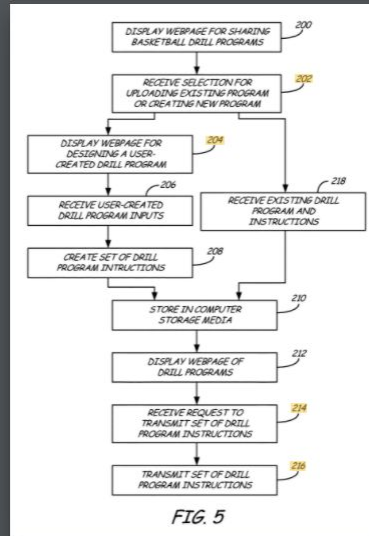 DISPLAY WEBPAGE FOR SHARING
BASKETBALL DRILL PROGRAMS
200
RECEIVE SELECTION FOR
UPLOADING EXISTING PROGRAM
OR CREATING NEW PROGRAM
202
DISPLAY WEBPAGE FOR
DESIGNING A USER-
CREATED DRILL PROGRAM
204
RECEIVE USER-CREATED
DRILL PROGRAM INPUTS
206
CREATE SET OF DRILL
PROGRAM INTRUCTIONS
208
RECEIVE EXISTING DRILL
PROGRAM AND
INSTRUCTIONS
218
STORE IN COMPUTER
STORAGE MEDIA
210
DISPLAY WEBPAGE OF
DRILL PROGRAMS
212
RECEIVE REQUEST TO
TRANSMIT SET OF DRILL
PROGRAM INSTRUCTIONS
214
TRANSMIT SET OF DRILL
PROGRAM INSTRUCTIONS
216
FIG. 5